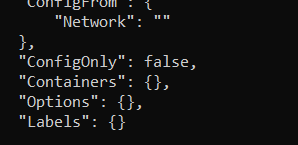 "ConfigFrom": {
"Network": ""
},
"ConfigOnly": false,
"Containers": {},
"Options": {},
"Labels": {}